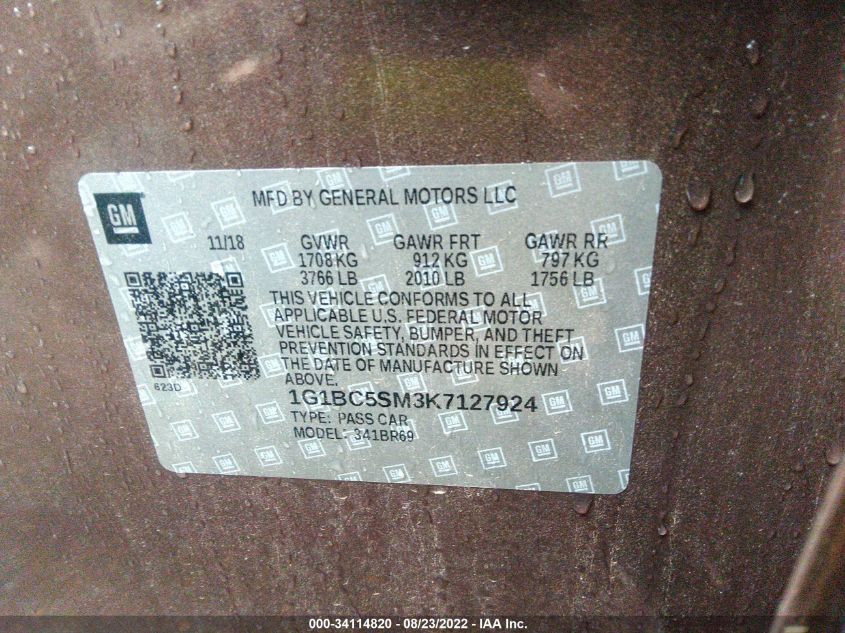 GM
MFD BY GENERAL MOTORS LLC
11/18 GVWR GAWR FRT GAWR RR
1708KG 912 KG 797 KG
3766 LB 2010 LB 1756 LB
THIS VEHICLE CONFORMS TO ALL
APPLICABLE U.S. FEDERAL MOTOR
VEHICLE SAFETY, BUMPER, AND THEFT
PREVENTION STANDARDS IN EFFECT ON
THE DATE OF MANUFACTURE SHOWN
ABOVE.
623D
1G1BC5SM3K7127924
TYPE: PASS CAR
MODEL: 341BR69
000-34114820 - 08/23/2022 - IAA Inc.